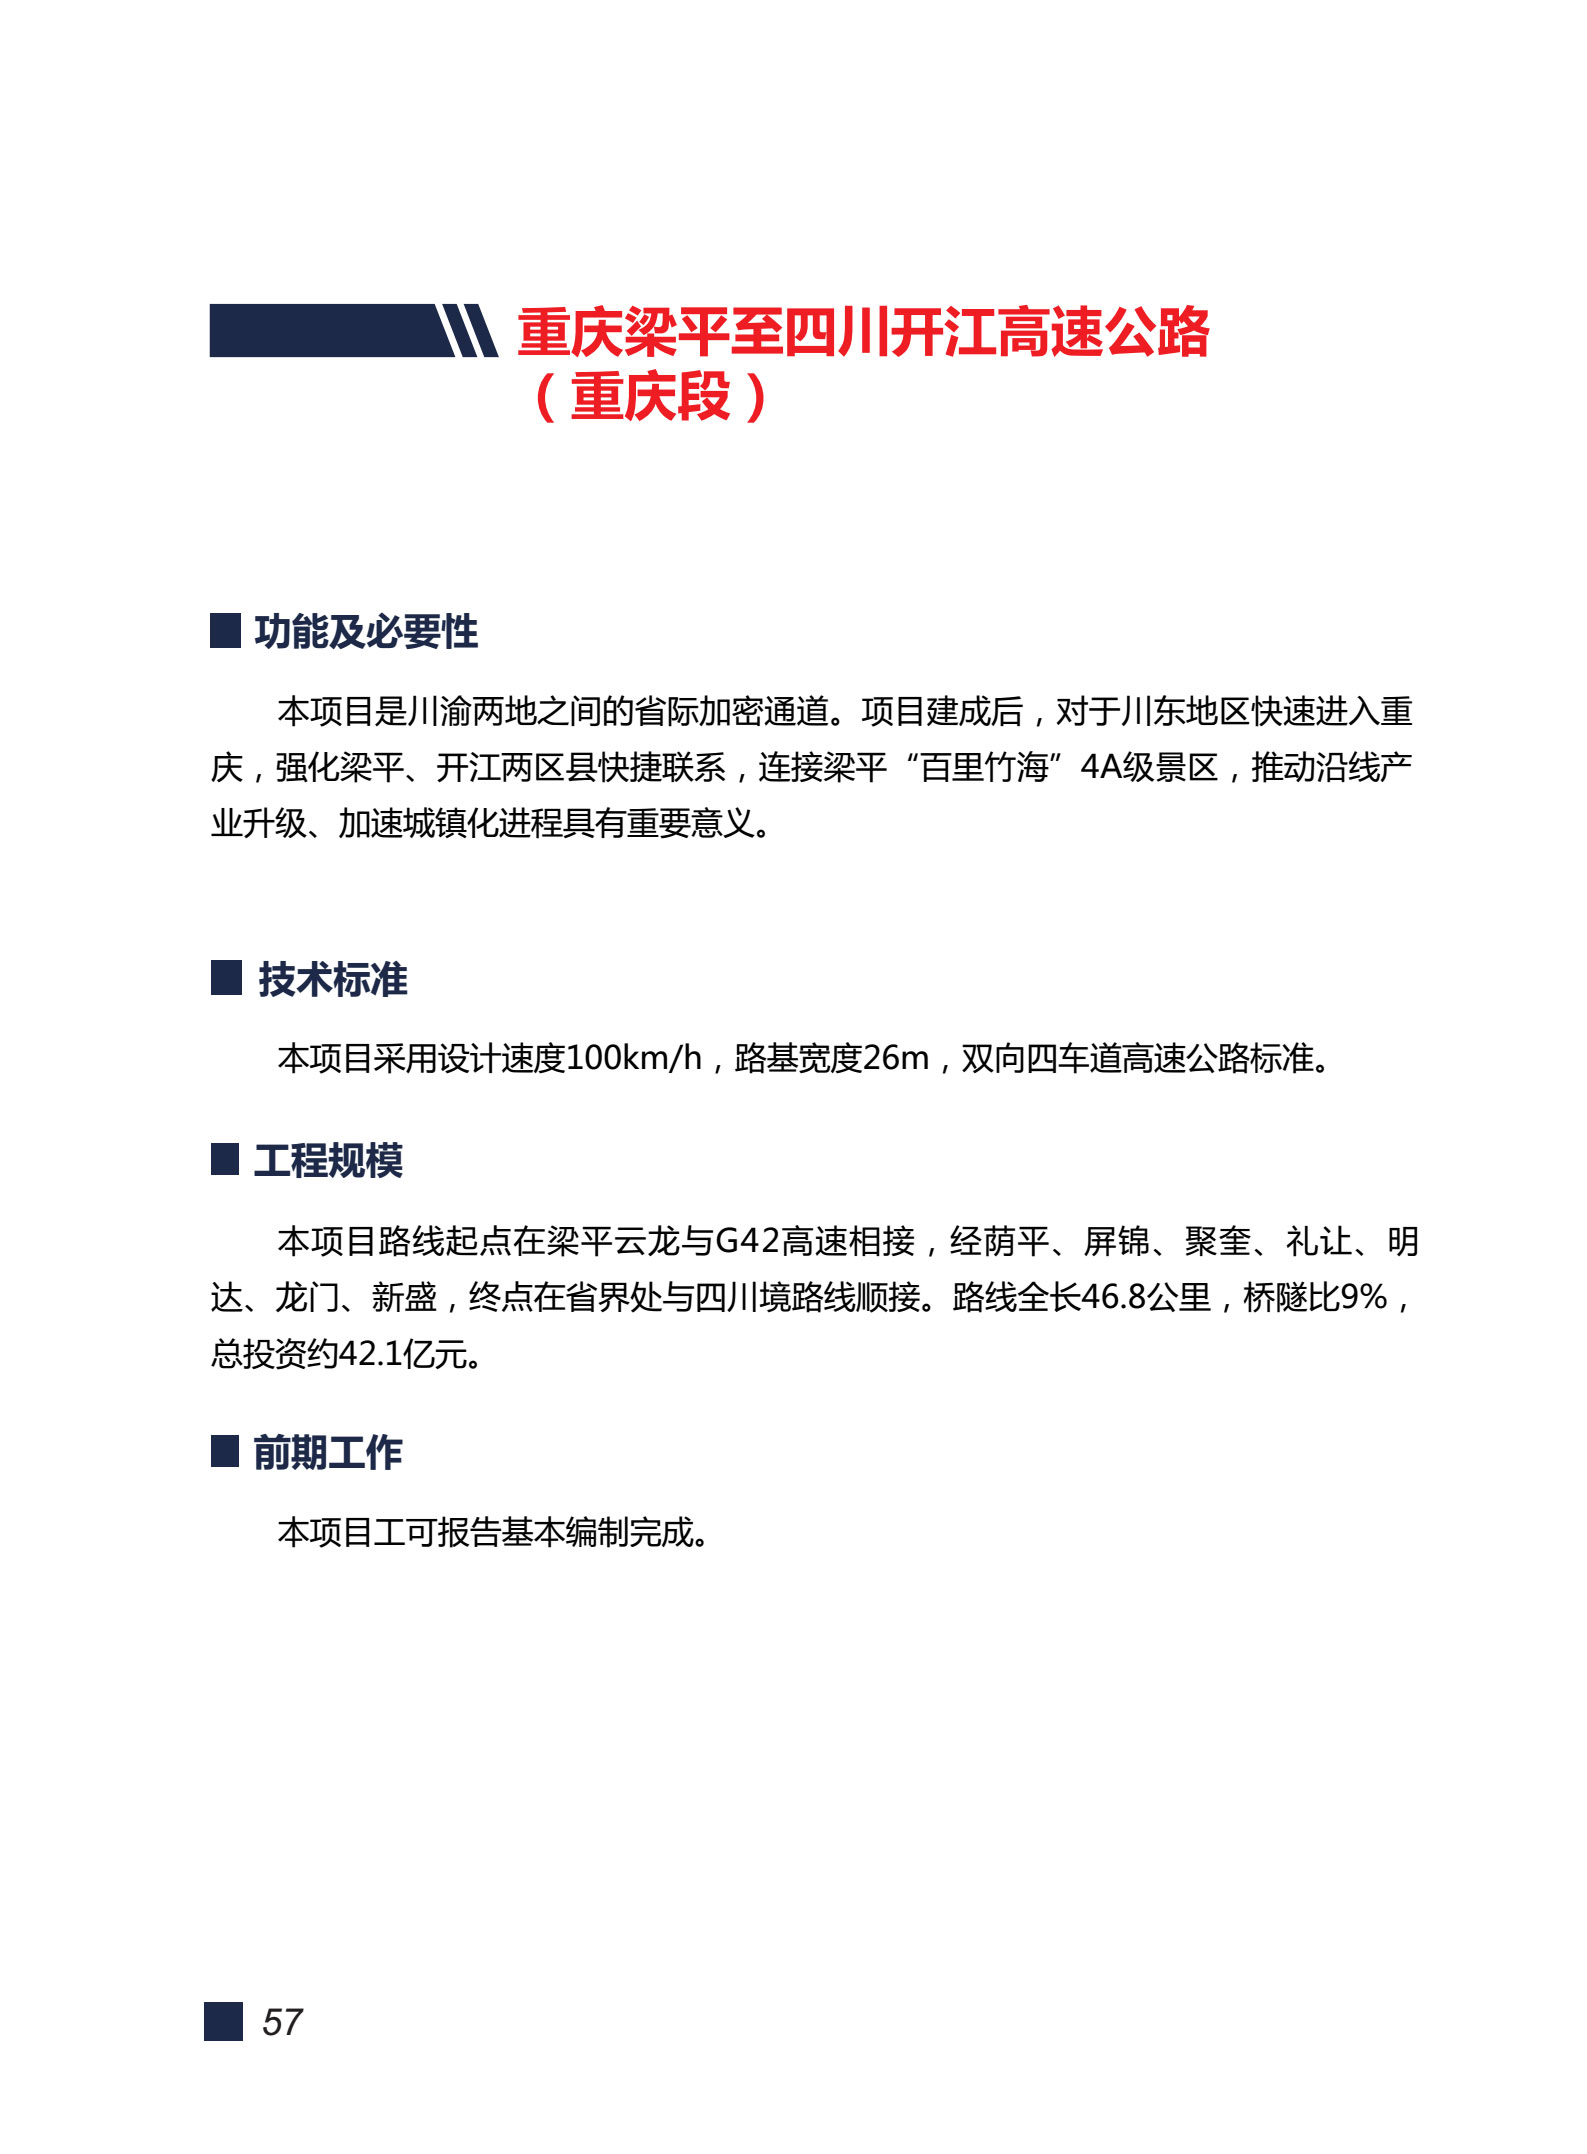 重庆梁平至四川开江高速公路
（重庆段）
功能及必要性
本项目是川渝两地之间的省际加密通道。项目建成后，对于川东地区快速进入重
庆，强化梁平、开江两区县快捷联系，连接梁平“百里竹海”4A级景区，推动沿线产
业升级、加速城镇化进程具有重要意义。
技术标准
本项目采用设计速度100km/h，路基宽度26m，双向四车道高速公路标准。
工程规模
本项目路线起点在梁平云龙与G42高速相接，经荫平、屏锦、聚奎、礼让、明
达、龙门、新盛，终点在省界处与四川境路线顺接。路线全长46.8公里，桥隧比9%，
总投资约42.1亿元。
前期工作
本项目工可报告基本编制完成。
57